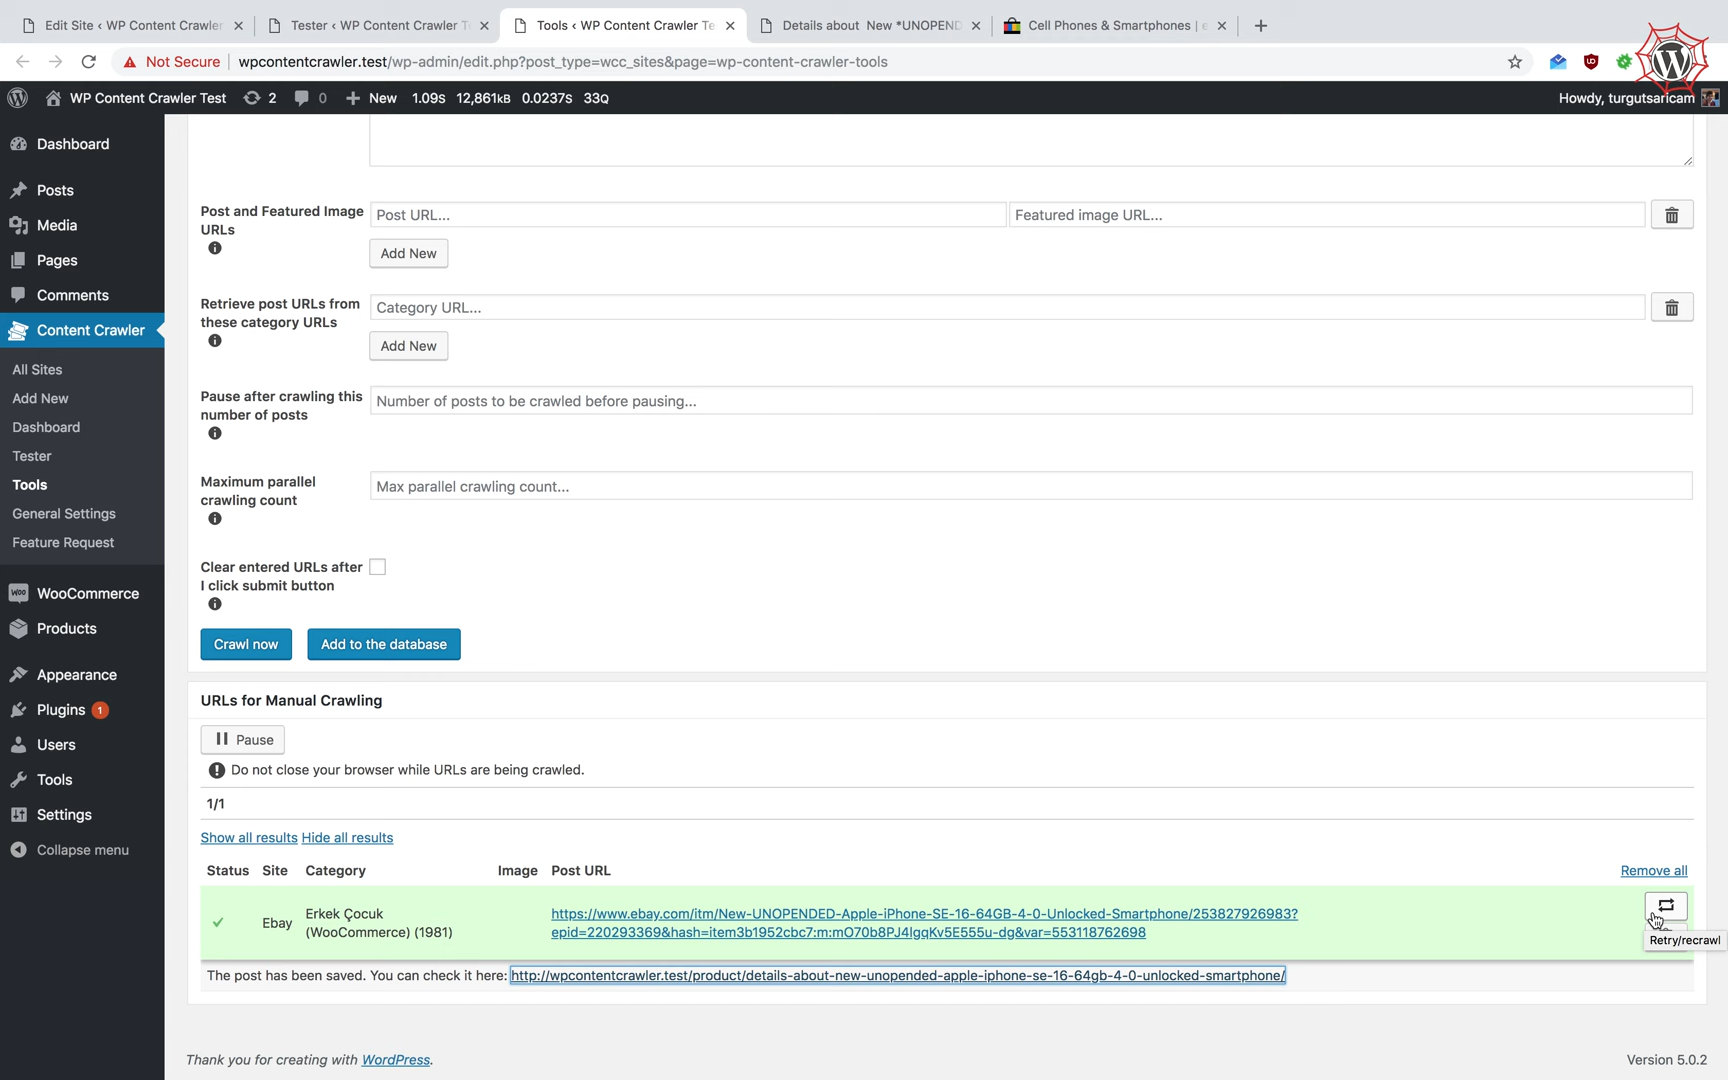 Edit Site ‹ WP Content Crawler
Tester ‹ WP Content Crawler T
Tools ‹ WP Content Crawler Te
Details about New *UNOPEND
Cell Phones & Smartphones | e
Not Secure
wpcontentcrawler.test/wp-admin/edit.php?post_type=wcc_sites&page=wp-content-crawler-tools
WP Content Crawler Test
2
0
New
1.09s 12,861KB 0.0237s 33Q
Howdy, turgutsaricam
Dashboard
Posts
Media
Pages
Comments
Content Crawler
All Sites
Add New
Dashboard
Tester
Tools
General Settings
Feature Request
WooCommerce
Products
Appearance
Plugins 1
Users
Tools
Settings
Collapse menu
Post and Featured Image
URLs
Post URL...
Featured image URL...
Add New
Retrieve post URLs from
these category URLs
Category URL...
Add New
Pause after crawling this
number of posts
Number of posts to be crawled before pausing...
Maximum parallel
crawling count
Max parallel crawling count...
Clear entered URLs after
I click submit button
Crawl now
Add to the database
URLs for Manual Crawling
Pause
Do not close your browser while URLs are being crawled.
1/1
Show all results Hide all results
Status Site Category Image Post URL
Remove all
Ebay
Erkek Çocuk
(WooCommerce) (1981)
https://www.ebay.com/itm/New-UNOPENDED-Apple-iPhone-SE-16-64GB-4-0-Unlocked-Smartphone/253827926983?
epid=220293369&hash=item3b1952cbc7:m:mO70b8PJ4IgqKv5E555u-dg&var=553118762698
Retry/recrawl
The post has been saved. You can check it here: http://wpcontentcrawler.test/product/details-about-new-unopended-apple-iphone-se-16-64gb-4-0-unlocked-smartphone/
Thank you for creating with WordPress.
Version 5.0.2